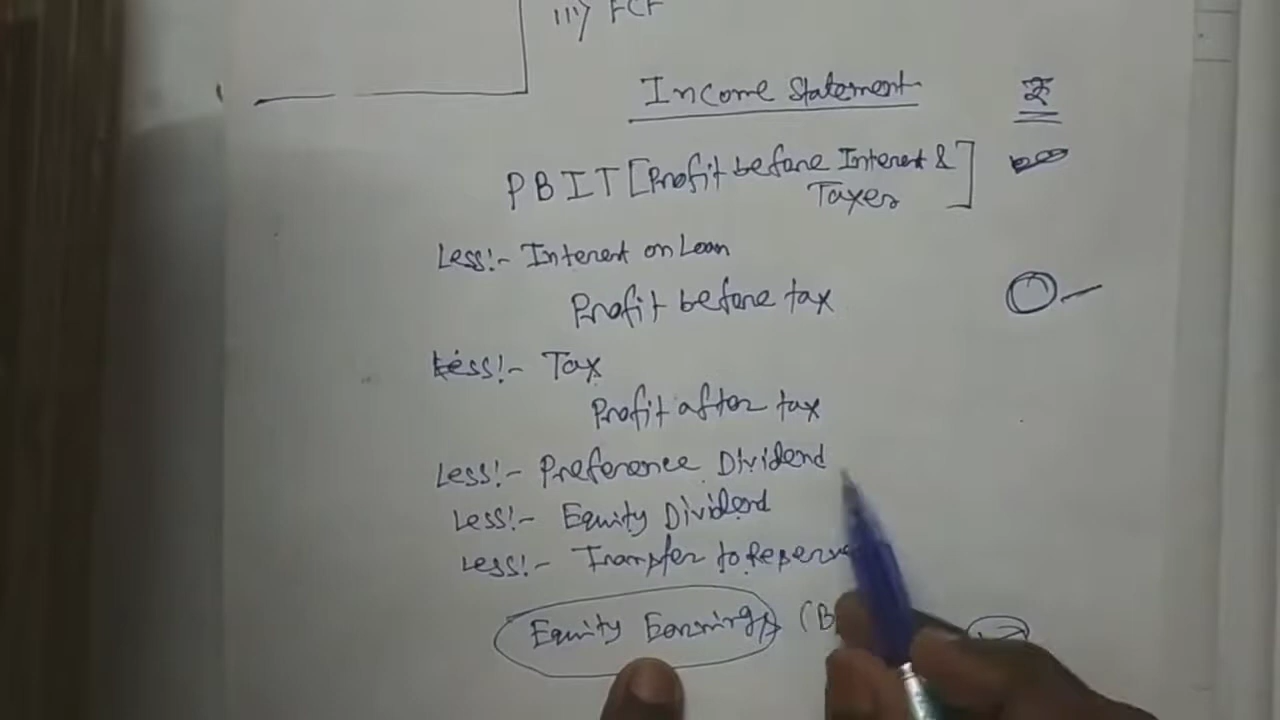 iii) FCF
Income Statement ₹
PBIT [Profit before Interest &
Taxes]
Less:- Interest on Loan
Profit before tax
Less:- Tax
Profit after tax
Less:- Preference Dividend
Less:- Equity Dividend
Less:- Transfer to Reserve
Equity Earnings (B